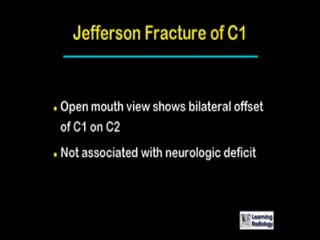 Jefferson Fracture of C1
Open mouth view shows bilateral offset
of C1 on C2
Not associated with neurologic deficit
Learning
Radiology